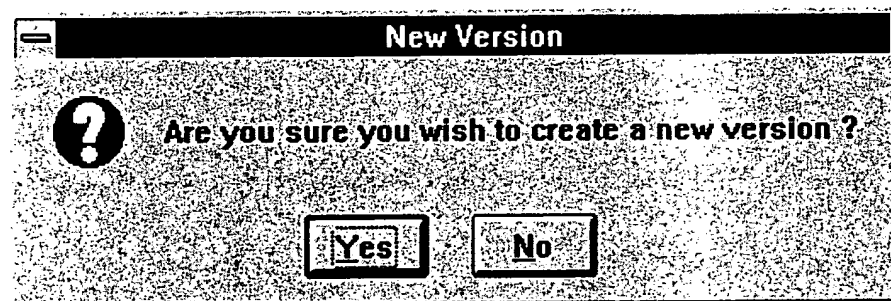 New Version
Are you sure you wish to create a new version ?
Yes
No